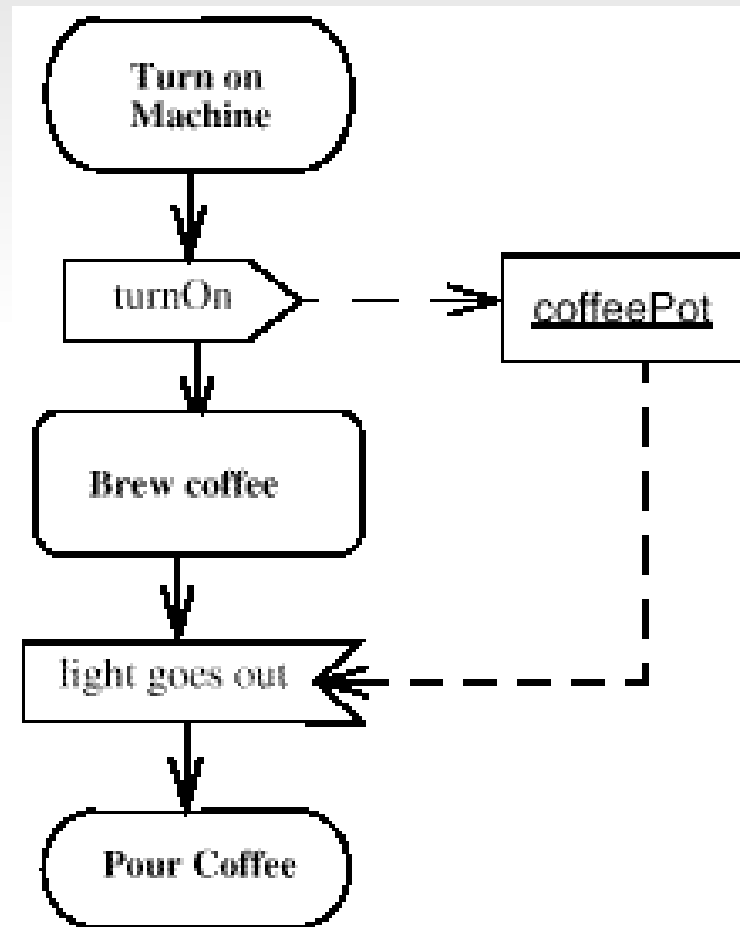 Turn on
Machine
turnOn
coffeePot
Brew coffee
light goes out
Pour Coffee